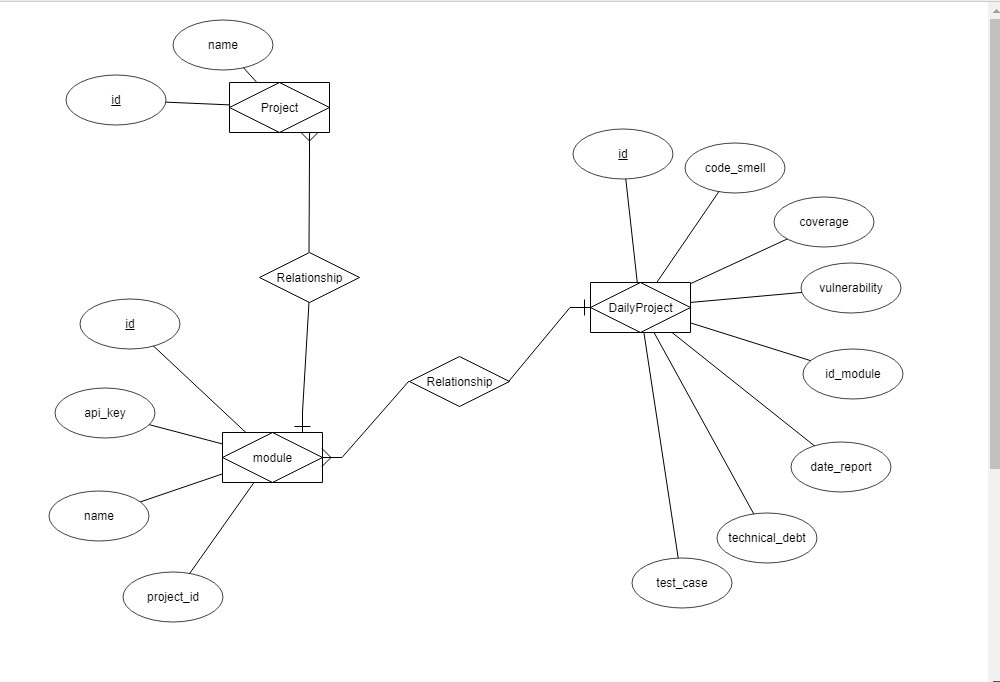 name
id
Project
id
code_smell
coverage
Relationship
vulnerability
DailyProject
id
Relationship
id_module
api_key
module
date_report
name
technical_debt
test_case
project_id